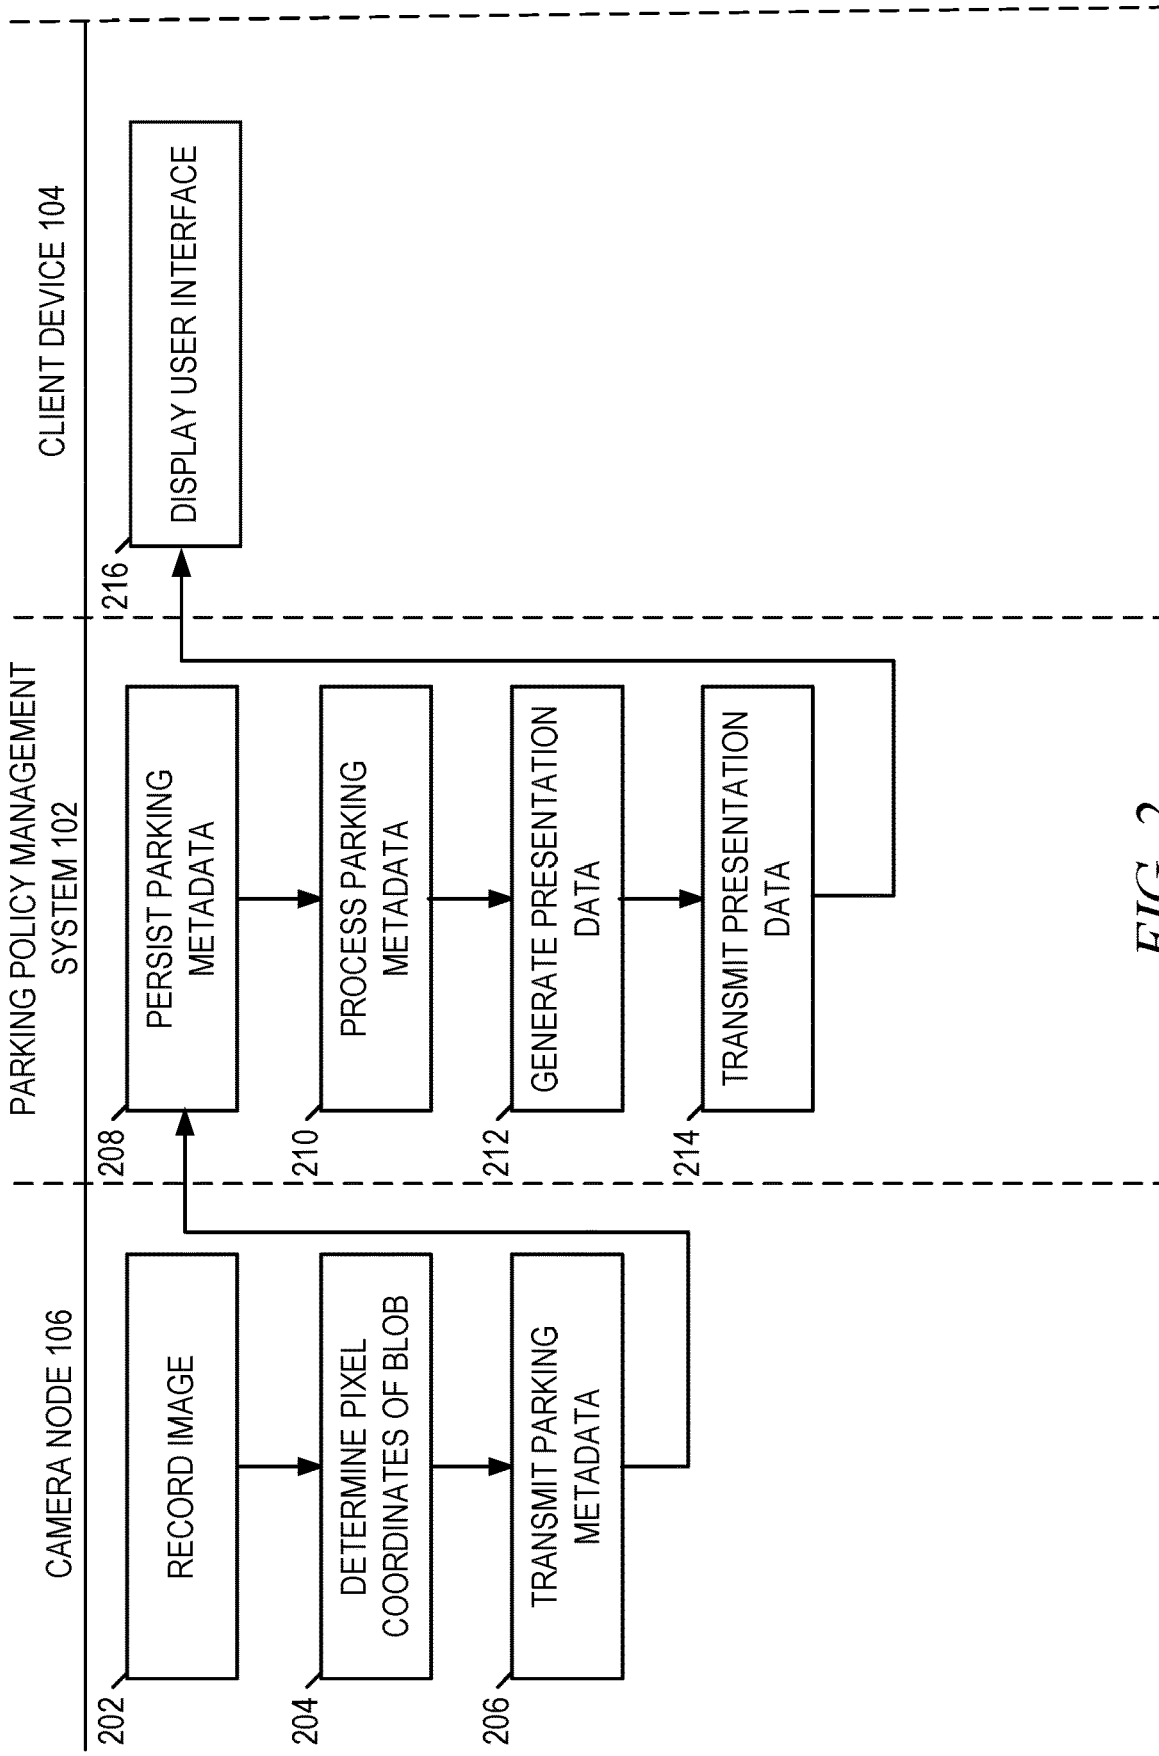 CAMERA NODE 106
PARKING POLICY MANAGEMENT
SYSTEM 102
CLIENT DEVICE 104
202
RECORD IMAGE
204
DETERMINE PIXEL
COORDINATES OF BLOB
206
TRANSMIT PARKING
METADATA
208
PERSIST PARKING
METADATA
210
PROCESS PARKING
METADATA
212
GENERATE PRESENTATION
DATA
214
TRANSMIT PRESENTATION
DATA
216
DISPLAY USER INTERFACE
FIG. 2